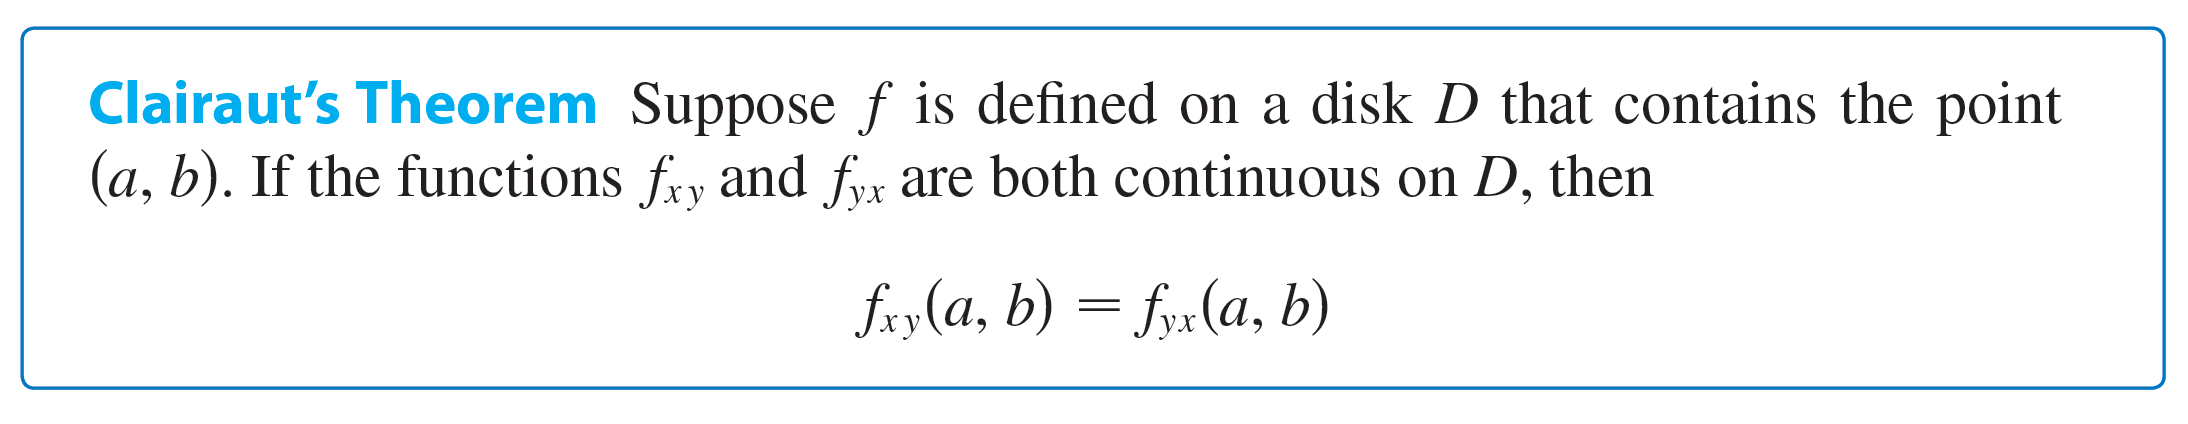 Clairaut’s Theorem Suppose f is defined on a disk D that contains the point
(a, b). If the functions fxy and fyx are both continuous on D, then
fxy(a, b) = fyx(a, b)